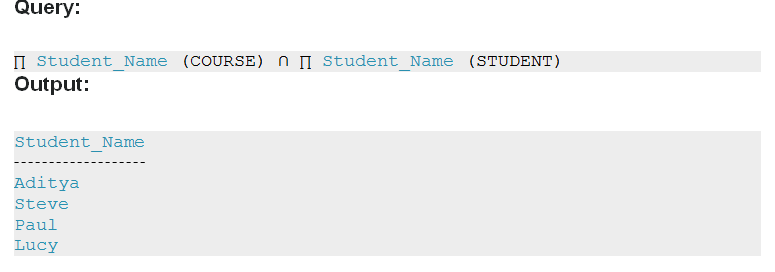 Query:
∏ Student_Name (COURSE) ∩ ∏ Student_Name (STUDENT)
Output:
Student_Name
-------------------
Aditya
Steve
Paul
Lucy